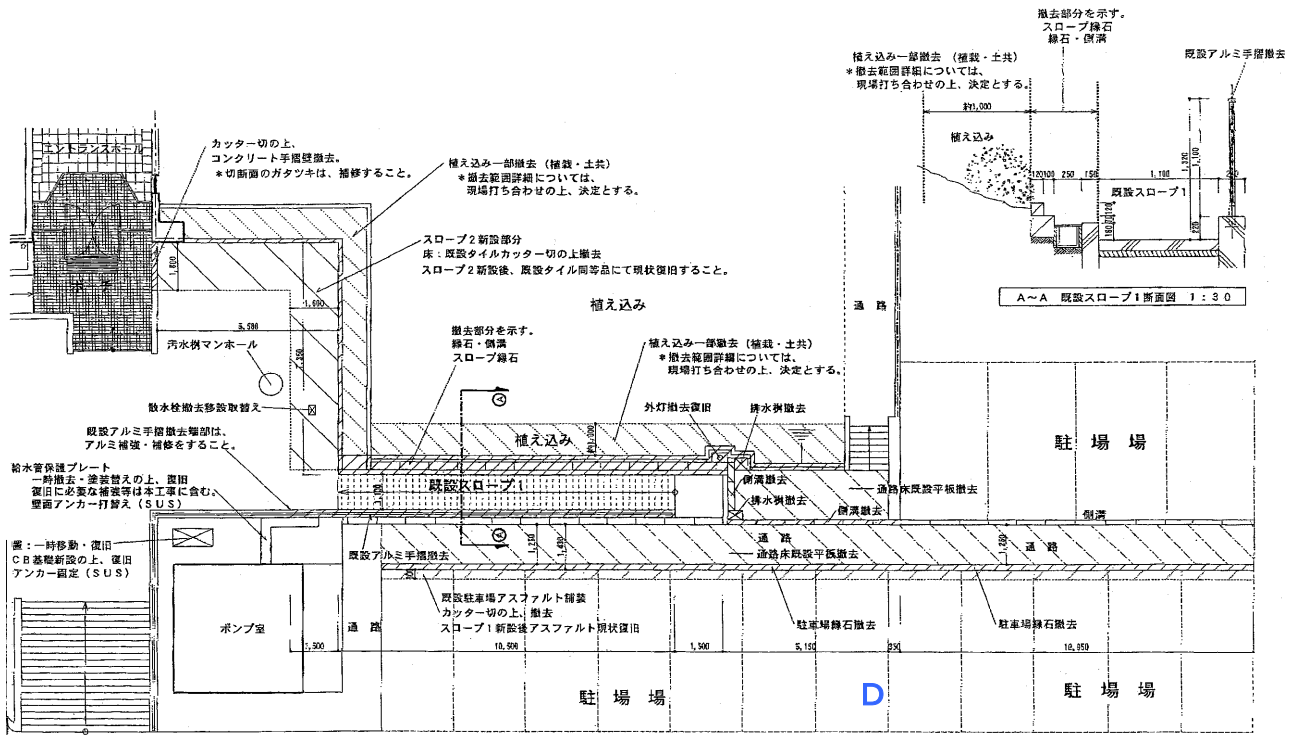 撤去部分を示す。
スロープ縁石
縁石・側溝
植え込み一部撤去（植栽・土共）
＊撤去範囲詳細については、
現場打ち合わせの上、決定とする。
既設アルミ手摺撤去
約1,000
植え込み
120
100
250
150
1,100
既設スロープ1
1,320
1,100
220
A～A 既設スロープ1断面図 1:30
エントランスホール
カッター切の上、
コンクリート手摺壁撤去。
＊切断面のガタツキは、補修すること。
植え込み一部撤去（植栽・土共）
＊撤去範囲詳細については、
現場打ち合わせの上、決定とする。
スロープ2新設部分
床：既設タイルカッター切の上撤去
スロープ2新設後、既設タイル同等品にて現状復旧すること。
ポーチ
植え込み
通路
撤去部分を示す。
縁石・側溝
スロープ縁石
植え込み一部撤去（植栽・土共）
＊撤去範囲詳細については、
現場打ち合わせの上、決定とする。
汚水桝マンホール
散水栓撤去移設取替え
外灯撤去復旧
排水桝撤去
既設アルミ手摺撤去端部は、
アルミ補強・補修をすること。
植え込み
約1,000
駐場場
給水管保護プレート
一時撤去・塗装替えの上、復旧
復旧に必要な補強等は本工事に含む。
壁面アンカー打替え（SUS）
既設スロープ1
側溝撤去
通路床既設平板撤去
排水桝撤去
側溝撤去
側溝
A
A
置：一時移動・復旧
CB基礎新設の上、復旧
アンカー固定（SUS）
既設アルミ手摺撤去
通路
通路床既設平板撤去
通路
既設駐車場アスファルト舗装
カッター切の上、撤去
スロープ1新設後アスファルト現状復旧
駐車場縁石撤去
駐車場縁石撤去
ポンプ室
通路
10,500
1,500
5,150
350
駐場場
D
駐場場